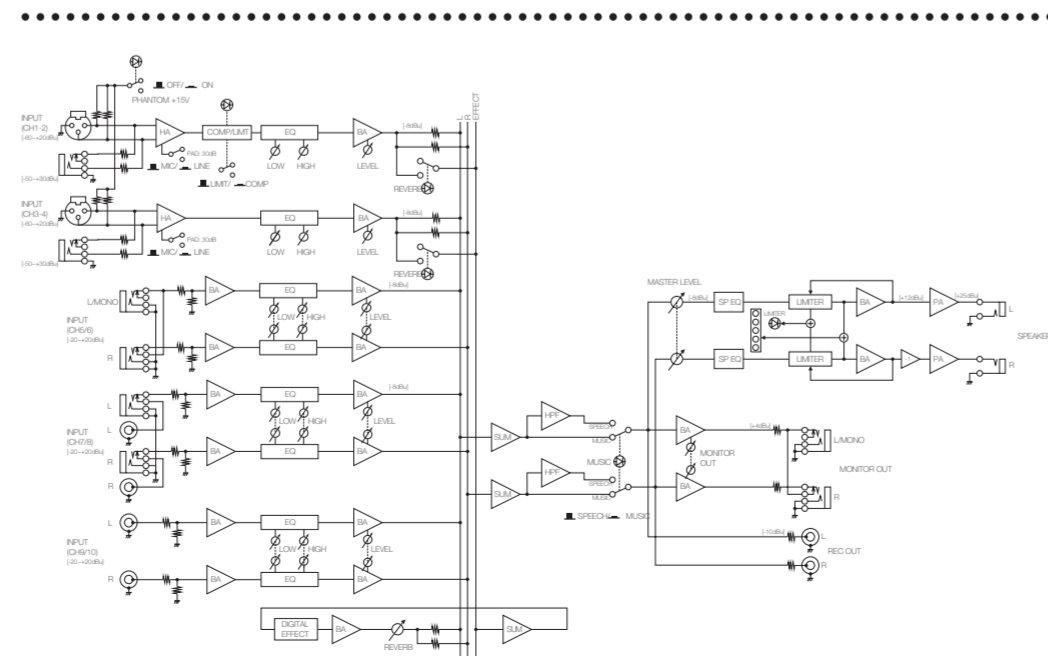 OFF/ ON
PHANTOM +15V
INPUT
(CH1-2)
[-60~+20dBu]
HA
COMP/LIMT
EQ
BA
[-8dBu]
L
R
EFFECT
PAD: 30dB
MIC/ LINE
LOW HIGH
LEVEL
REVERB
[-50~+30dBu]
LIMIT/ COMP
INPUT
(CH3-4)
[-60~+20dBu]
HA
EQ
BA
[-8dBu]
PAD: 30dB
MIC/ LINE
LOW HIGH
LEVEL
REVERB
[-50~+30dBu]
L/MONO
BA
EQ
BA
[-8dBu]
INPUT
(CH5/6)
[-20~+20dBu]
LOW HIGH
LEVEL
R
BA
EQ
BA
MASTER LEVEL
[-6dBu]
SP EQ
LIMITER
BA
[+12dBu]
PA
[+25dBu]
L
LIMITER
SPEAKER
SP EQ
LIMITER
BA
-1
PA
R
L
BA
EQ
BA
[-8dBu]
INPUT
(CH7/8)
[-20~+20dBu]
L
LOW HIGH
LEVEL
R
BA
EQ
BA
R
SUM
HPF
SPEECH
MUSIC
MUSIC
SUM
HPF
SPEECH
MUSIC
SPEECH/ MUSIC
BA
[+4dBu]
L/MONO
MONITOR
OUT
MONITOR OUT
BA
R
[-10dBu]
L
REC OUT
R
L
BA
EQ
BA
INPUT
(CH9/10)
[-20~+20dBu]
LOW HIGH
LEVEL
R
BA
EQ
BA
DIGITAL
EFFECT
BA
REVERB
SUM